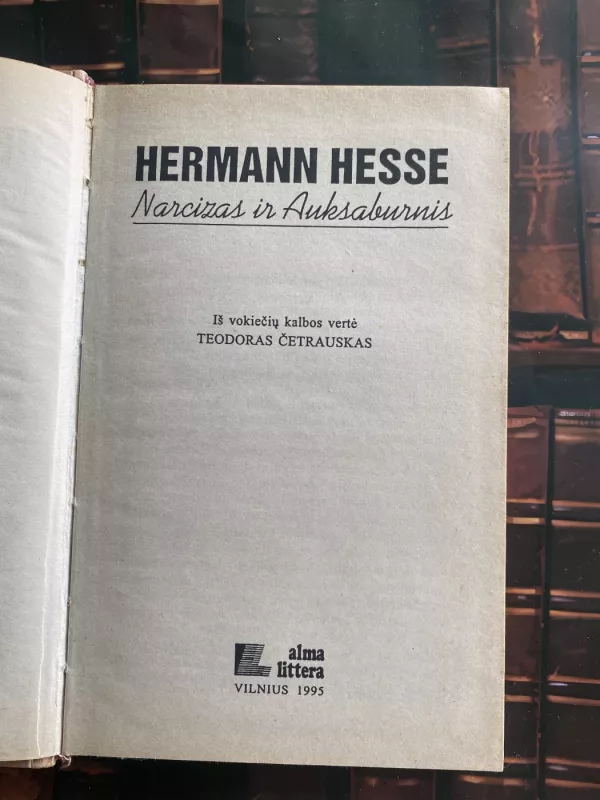 HERMANN HESSE
Narcizas ir Auksaburnis
Iš vokiečių kalbos vertė
TEODORAS ČETRAUSKAS
alma
littera
VILNIUS 1995